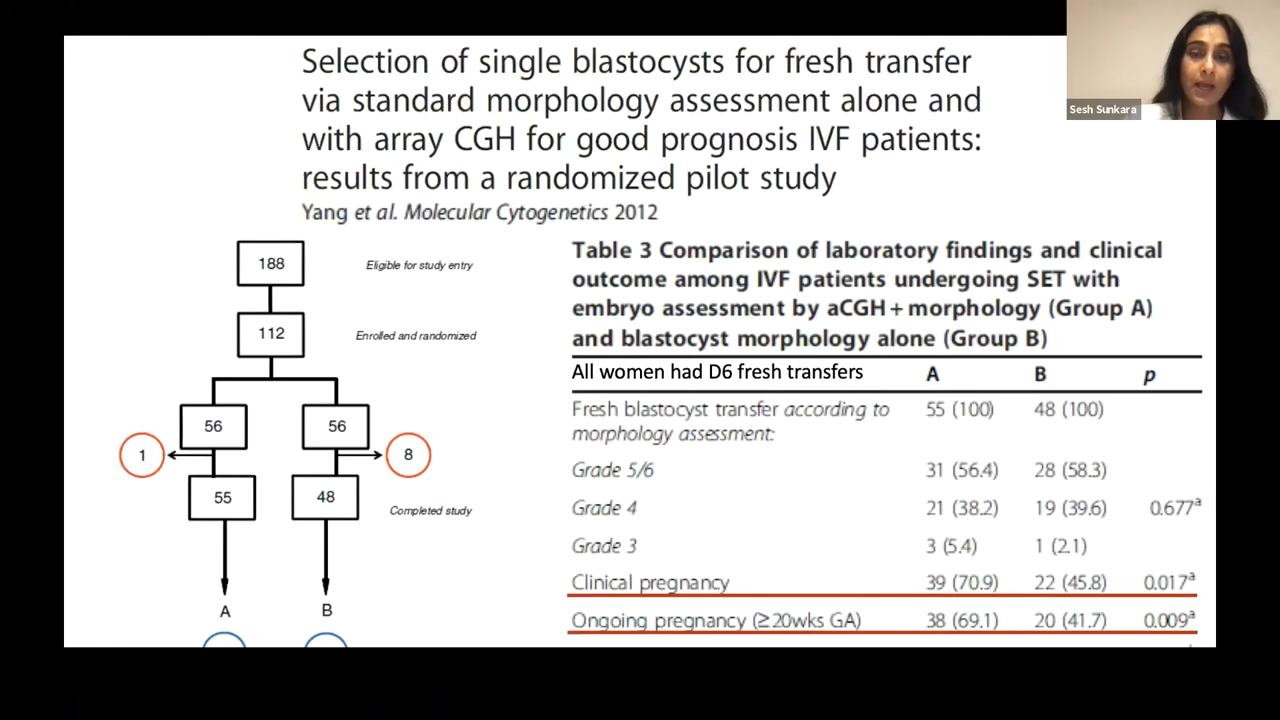 Selection of single blastocysts for fresh transfer
via standard morphology assessment alone and
with array CGH for good prognosis IVF patients:
results from a randomized pilot study
Yang et al. Molecular Cytogenetics 2012
Sesh Sunkara
188
Eligible for study entry
112
Enrolled and randomized
56
56
1
8
55
48
Completed study
A
B
Table 3 Comparison of laboratory findings and clinical
outcome among IVF patients undergoing SET with
embryo assessment by aCGH + morphology (Group A)
and blastocyst morphology alone (Group B)
All women had D6 fresh transfers A B p
Fresh blastocyst transfer according to 55 (100) 48 (100)
morphology assessment:
Grade 5/6 31 (56.4) 28 (58.3)
Grade 4 21 (38.2) 19 (39.6) 0.677a
Grade 3 3 (5.4) 1 (2.1)
Clinical pregnancy 39 (70.9) 22 (45.8) 0.017a
Ongoing pregnancy (≥20wks GA) 38 (69.1) 20 (41.7) 0.009a